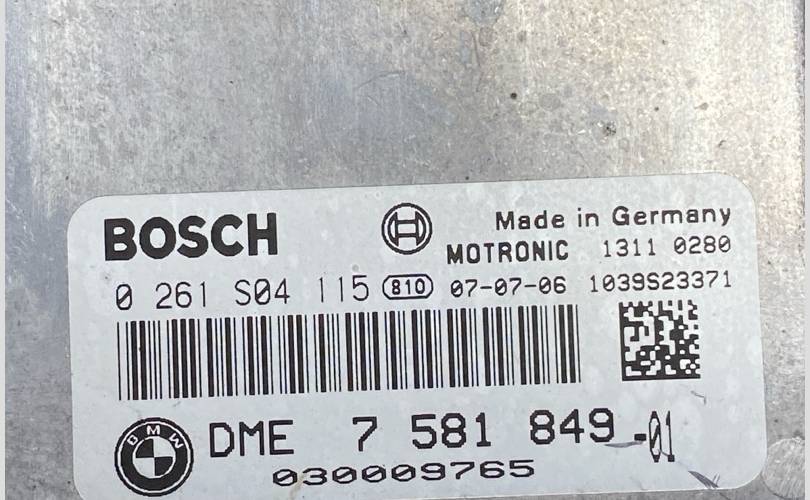 BOSCH
Made in Germany
MOTRONIC 1311 0280
0 261 S04 115 810 07-07-06 1039S23371
BMW
DME 7 581 849-01
030009765